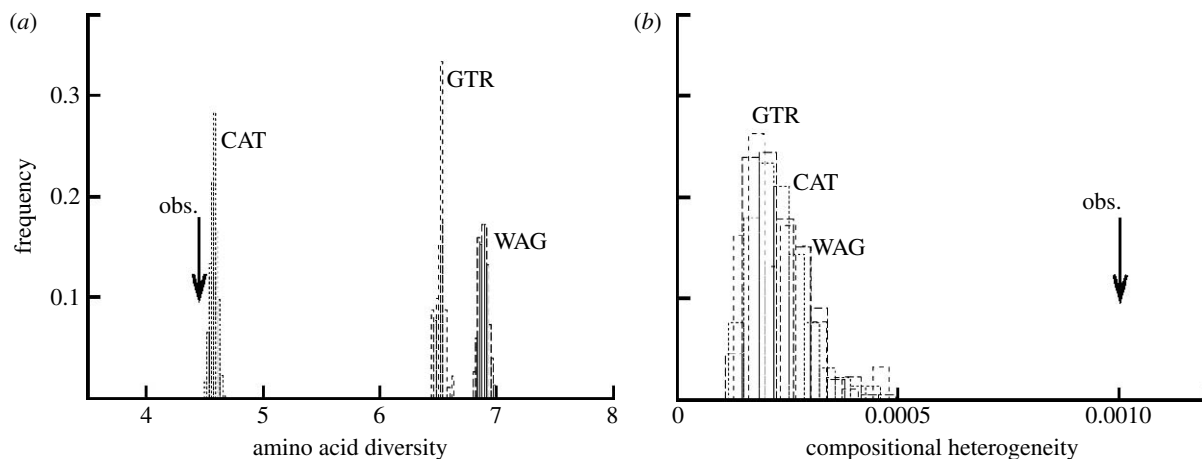 (a)
frequency
0.3
0.2
0.1
obs.
CAT
GTR
WAG
4 5 6 7 8
amino acid diversity
(b)
GTR
CAT
WAG
obs.
0 0.0005 0.0010
compositional heterogeneity